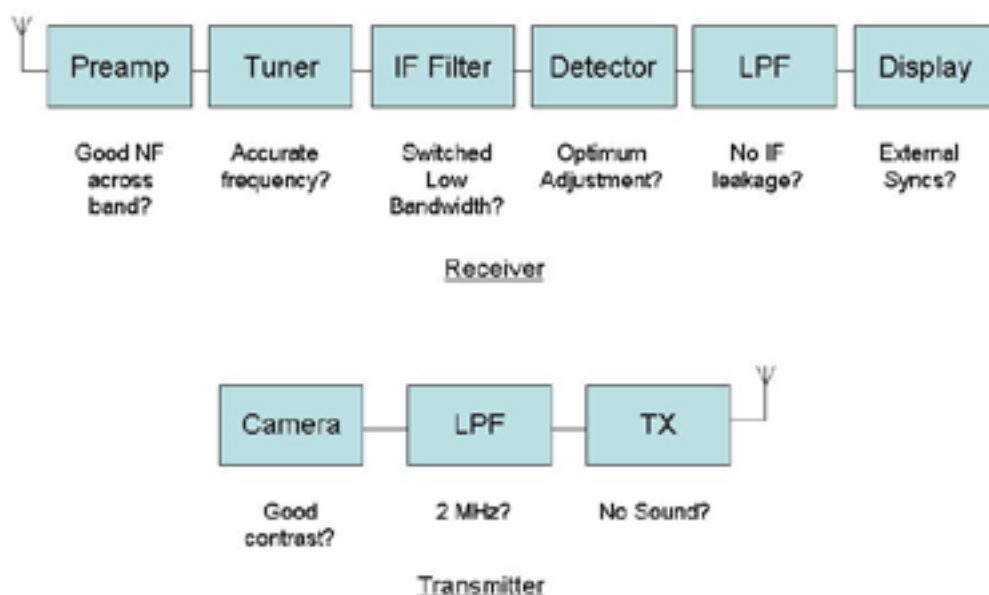 Preamp Tuner IF Filter Detector LPF Display
Good NF Accurate Switched Optimum No IF External
across frequency? Low Adjustment? leakage? Syncs?
band? Bandwidth?
Receiver
Camera LPF TX
Good 2 MHz? No Sound?
contrast?
Transmitter